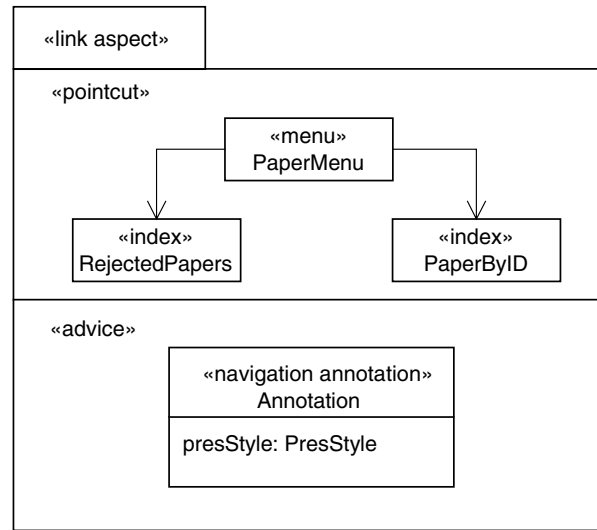 «link aspect»
«pointcut»
«menu»
PaperMenu
«index»
RejectedPapers
«index»
PaperByID
«advice»
«navigation annotation»
Annotation
presStyle: PresStyle